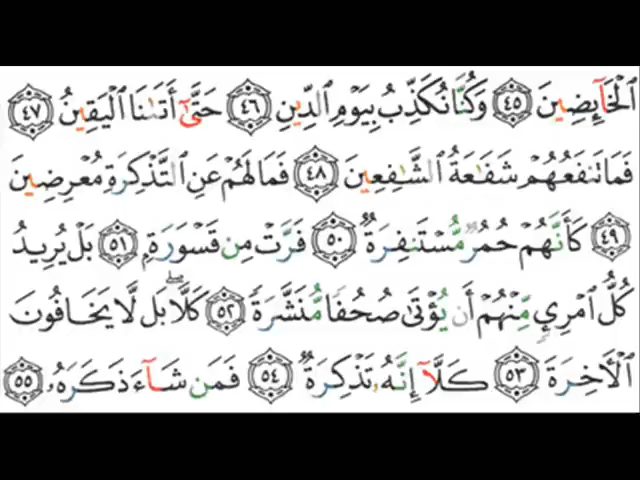 ٱلْخَآئِضِينَ ٤٥ وَكُنَّا نُكَذِّبُ بِيَوْمِ ٱلدِّينِ ٤٦ حَتَّىٰٓ أَتَىٰنَا ٱلْيَقِينُ ٤٧
فَمَا تَنفَعُهُمْ شَفَٰعَةُ ٱلشَّٰفِعِينَ ٤٨ فَمَا لَهُمْ عَنِ ٱلتَّذْكِرَةِ مُعْرِضِينَ
٤٩ كَأَنَّهُمْ حُمُرٌ مُّسْتَنفِرَةٌ ٥٠ فَرَّتْ مِن قَسْوَرَةٍۭ ٥١ بَلْ يُرِيدُ
كُلُّ ٱمْرِئٍ مِّنْهُمْ أَن يُؤْتَىٰ صُحُفًا مُّنَشَّرَةً ٥٢ كَلَّا ۖ بَل لَّا يَخَافُونَ
ٱلْءَاخِرَةَ ٥٣ كَلَّآ إِنَّهُۥ تَذْكِرَةٌ ٥٤ فَمَن شَآءَ ذَكَرَهُۥ ٥٥